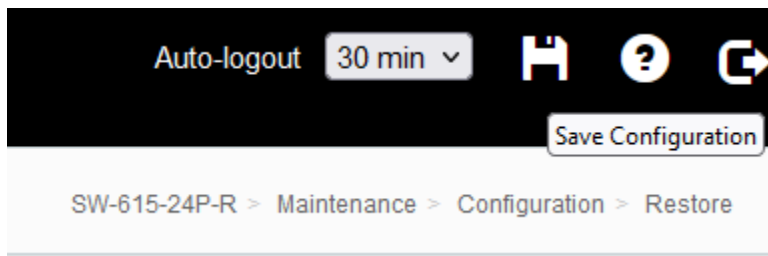 Auto-logout 30 min
?
Save Configuration
SW-615-24P-R > Maintenance > Configuration > Restore